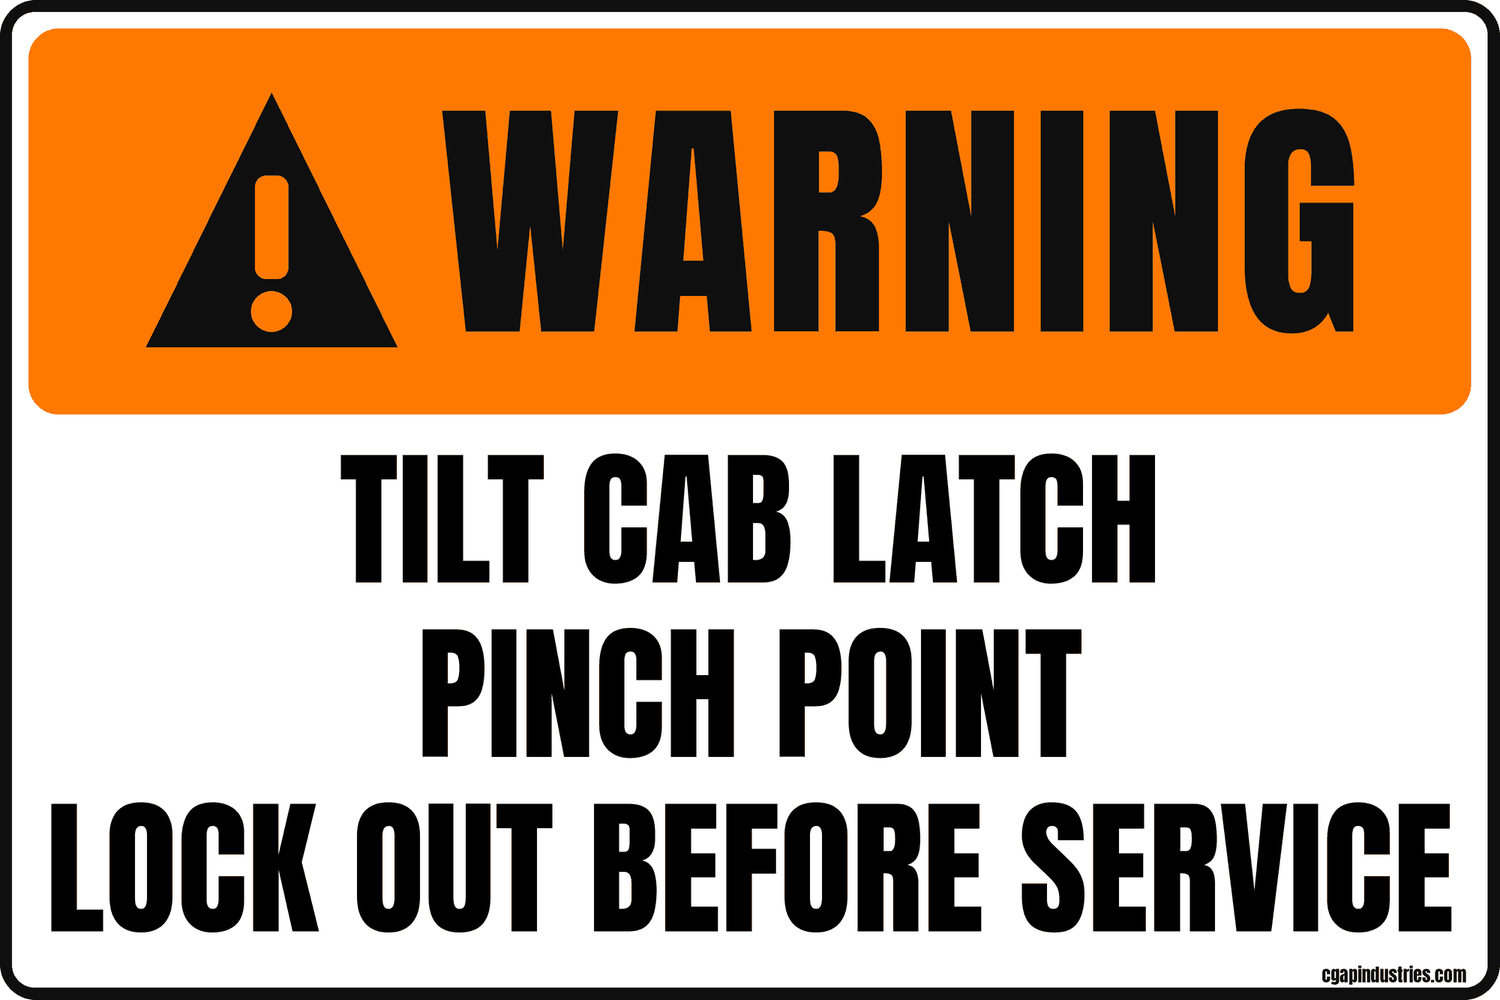 WARNING
TILT CAB LATCH
PINCH POINT
LOCK OUT BEFORE SERVICE
cgapindustries.com